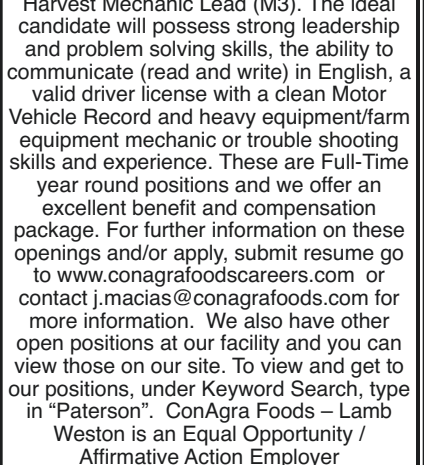 Harvest Mechanic Lead (M3). The ideal
candidate will possess strong leadership
and problem solving skills, the ability to
communicate (read and write) in English, a
valid driver license with a clean Motor
Vehicle Record and heavy equipment/farm
equipment mechanic or trouble shooting
skills and experience. These are Full-Time
year round positions and we offer an
excellent benefit and compensation
package. For further information on these
openings and/or apply, submit resume go
to www.conagrafoodscareers.com or
contact j.macias@conagrafoods.com for
more information. We also have other
open positions at our facility and you can
view those on our site. To view and get to
our positions, under Keyword Search, type
in “Paterson”. ConAgra Foods – Lamb
Weston is an Equal Opportunity /
Affirmative Action Employer